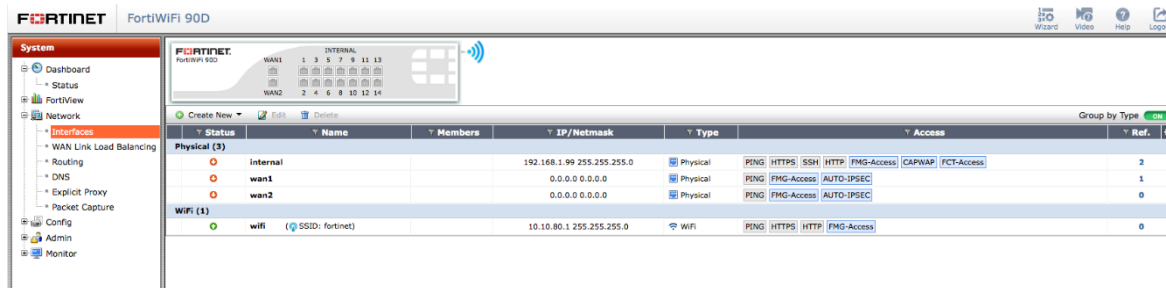 FORTINET FortiWiFi 90D
Wizard Video Help
System
Dashboard
Status
FortiView
Network
Interfaces
WAN Link Load Balancing
Routing
DNS
Explicit Proxy
Packet Capture
Config
Admin
Monitor
FORTINET.
FortiWiFi 90D
INTERNAL
WAN1 1 3 5 7 9 11 13
WAN2 2 4 6 8 10 12 14
Create New Edit Delete Group by Type ON
Status Name Members IP/Netmask Type Access Ref.
Physical (3)
internal 192.168.1.99 255.255.255.0 Physical PING HTTPS SSH HTTP FMG-Access CAPWAP FCT-Access 2
wan1 0.0.0.0 0.0.0.0 Physical PING FMG-Access AUTO-IPSEC 1
wan2 0.0.0.0 0.0.0.0 Physical PING FMG-Access AUTO-IPSEC 0
WiFi (1)
wifi (SSID: fortinet) 10.10.80.1 255.255.255.0 WiFi PING HTTPS HTTP FMG-Access 0